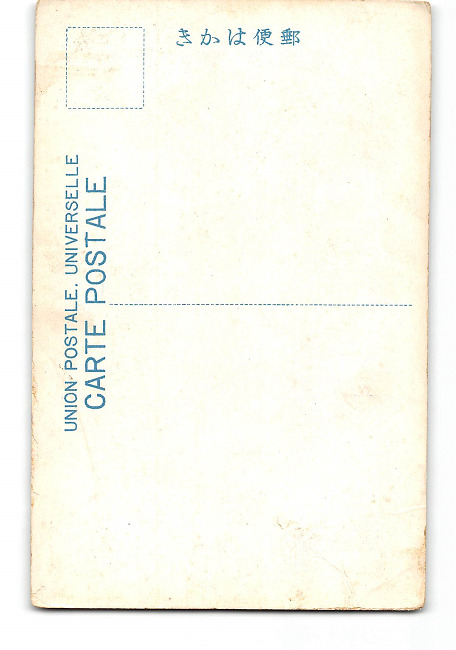 郵便はかき
UNION POSTALE. UNIVERSELLE
CARTE POSTALE